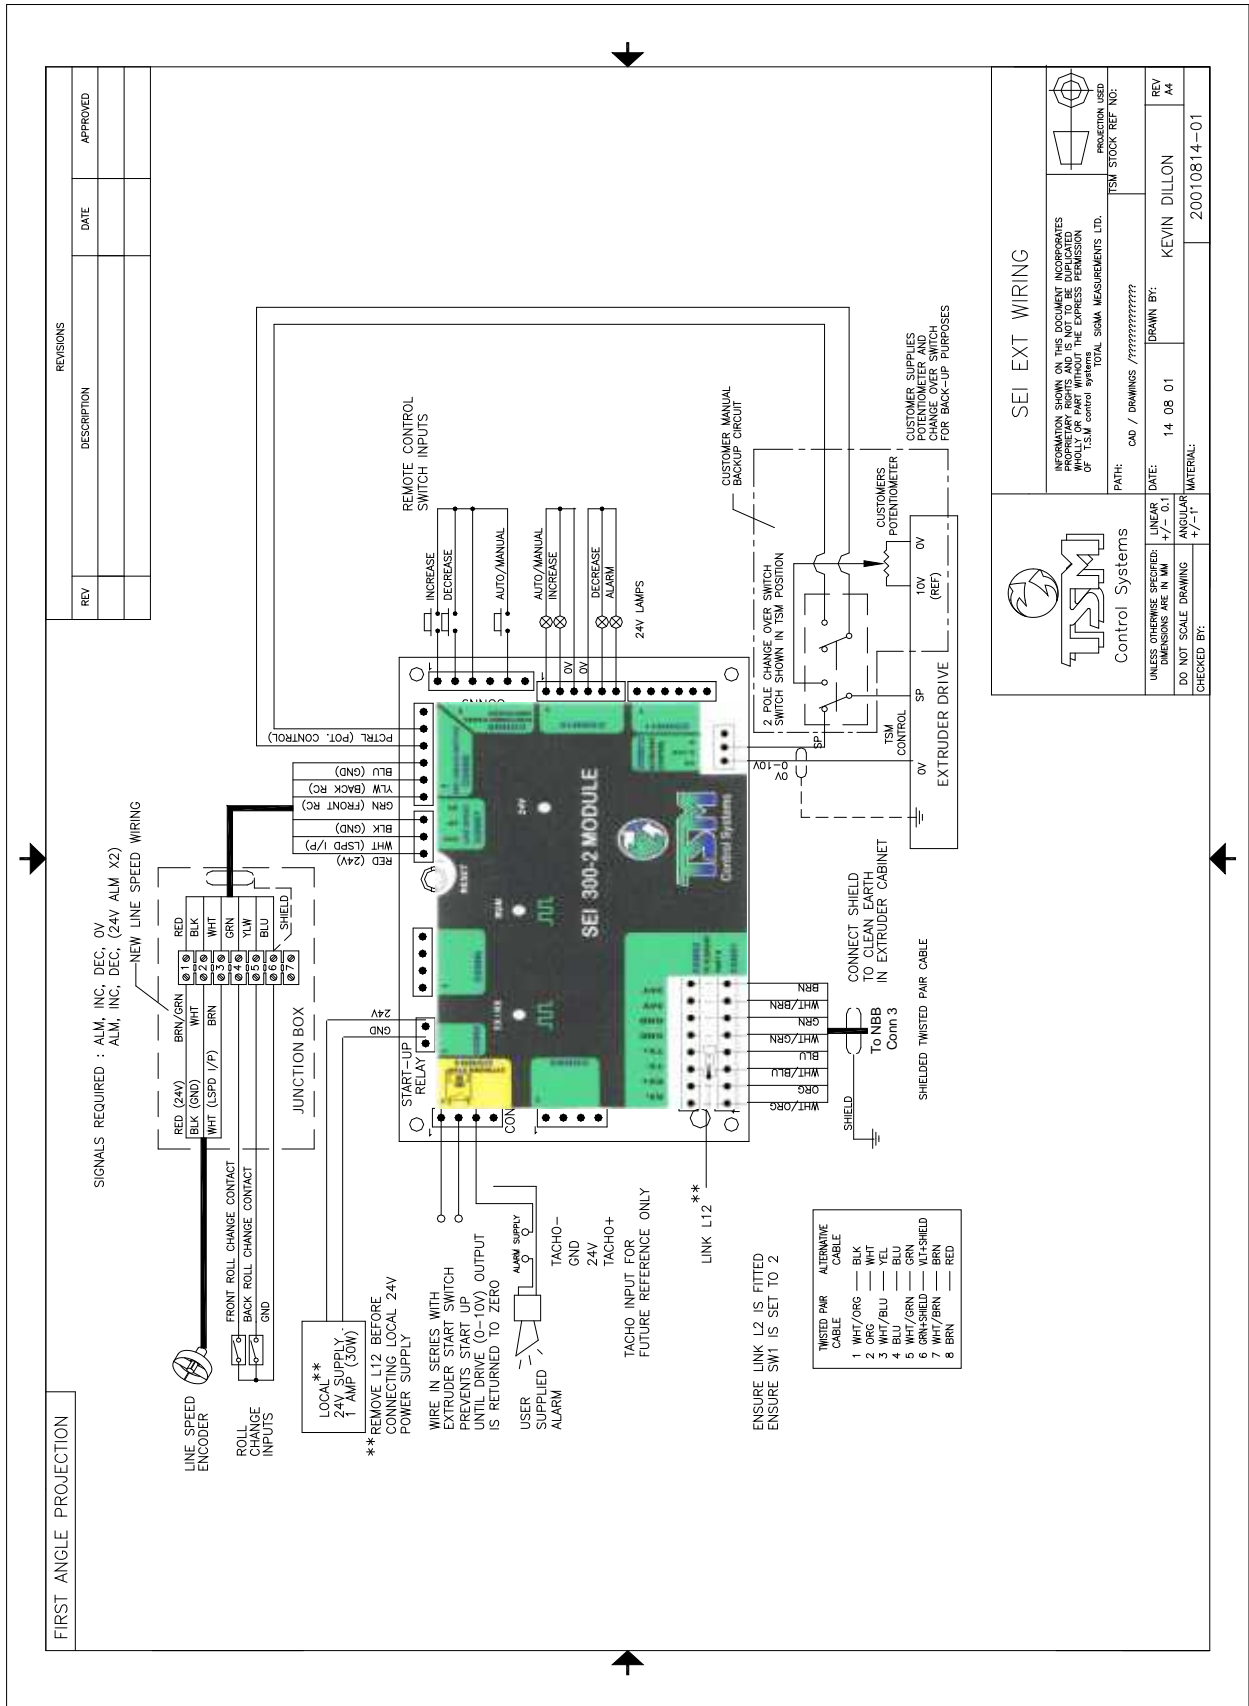 FIRST ANGLE PROJECTION
REVISIONS
REV
DESCRIPTION
DATE
APPROVED
SIGNALS REQUIRED : ALM, INC, DEC, 0V
ALM, INC, DEC, (24V ALM X2)
NEW LINE SPEED WIRING
LINE SPEED
ENCODER
RED (24V)
BLK (GND)
WHT (LSPD I/P)
BRN/GRN
WHT
BRN
1
2
3
4
5
6
7
RED
BLK
WHT
GRN
YLW
BLU
SHIELD
JUNCTION BOX
ROLL
CHANGE
INPUTS
FRONT ROLL CHANGE CONTACT
BACK ROLL CHANGE CONTACT
GND
LOCAL**
24V SUPPLY
1 AMP (30W)
** REMOVE L12 BEFORE
CONNECTING LOCAL 24V
POWER SUPPLY
GND
24V
START-UP
RELAY
RED (24V)
WHT (LSPD I/P)
BLK (GND)
GRN (FRONT RC)
YLW (BACK RC)
BLU (GND)
PCTRL (POT. CONTROL)
REMOTE CONTROL
SWITCH INPUTS
INCREASE
DECREASE
AUTO/MANUAL
AUTO/MANUAL
INCREASE
0V
0V
DECREASE
ALARM
24V LAMPS
1
1
1
1
CON
WIRE IN SERIES WITH
EXTRUDER START SWITCH
PREVENTS START UP
UNTIL DRIVE (0-10V) OUTPUT
IS RETURNED TO ZERO
USER
SUPPLIED
ALARM
ALARM SUPPLY
TACHO-
GND
24V
TACHO+
TACHO INPUT FOR
FUTURE REFERENCE ONLY
RESET
RUN
24V
SEI 300-2 MODULE
TSM
Control Systems
LINK L12 **
ENSURE LINK L2 IS FITTED
ENSURE SW1 IS SET TO 2
WHT/ORG
ORG
WHT/BLU
BLU
WHT/GRN
GRN
WHT/BRN
BRN
SHIELD
To NBB
Conn 3
CONNECT SHIELD
TO CLEAN EARTH
IN EXTRUDER CABINET
SHIELDED TWISTED PAIR CABLE
TWISTED PAIR CABLE
ALTERNATIVE CABLE
1 WHT/ORG — BLK
2 ORG — WHT
3 WHT/BLU — YEL
4 BLU — BLU
5 WHT/GRN — GRN
6 GRN+SHIELD — VLT+SHIELD
7 WHT/BRN — BRN
8 BRN — RED
0V
0-10V
SP
2 POLE CHANGE OVER SWITCH
SWITCH SHOWN IN TSM POSITION
CUSTOMER MANUAL
BACKUP CIRCUIT
CUSTOMERS
POTENTIOMETER
CUSTOMER SUPPLIES
POTENTIOMETER AND
CHANGE OVER SWITCH
FOR BACK-UP PURPOSES
TSM
CONTROL
0V
SP
10V
(REF)
0V
EXTRUDER DRIVE
TSM
Control Systems
SEI EXT WIRING
INFORMATION SHOWN ON THIS DOCUMENT INCORPORATES
PROPRIETARY RIGHTS AND IS NOT TO BE DUPLICATED
WHOLLY OR PART WITHOUT THE EXPRESS PERMISSION
OF T.S.M control systems
TOTAL SIGMA MEASUREMENTS LTD.
PROJECTION USED
PATH:
CAD / DRAWINGS /??????????????
TSM STOCK REF NO:
UNLESS OTHERWISE SPECIFIED:
DIMENSIONS ARE IN MM
LINEAR
+/- 0.1
DATE:
14 08 01
DRAWN BY:
KEVIN DILLON
REV
A4
DO NOT SCALE DRAWING
ANGULAR
+/-1°
MATERIAL:
20010814-01
CHECKED BY: